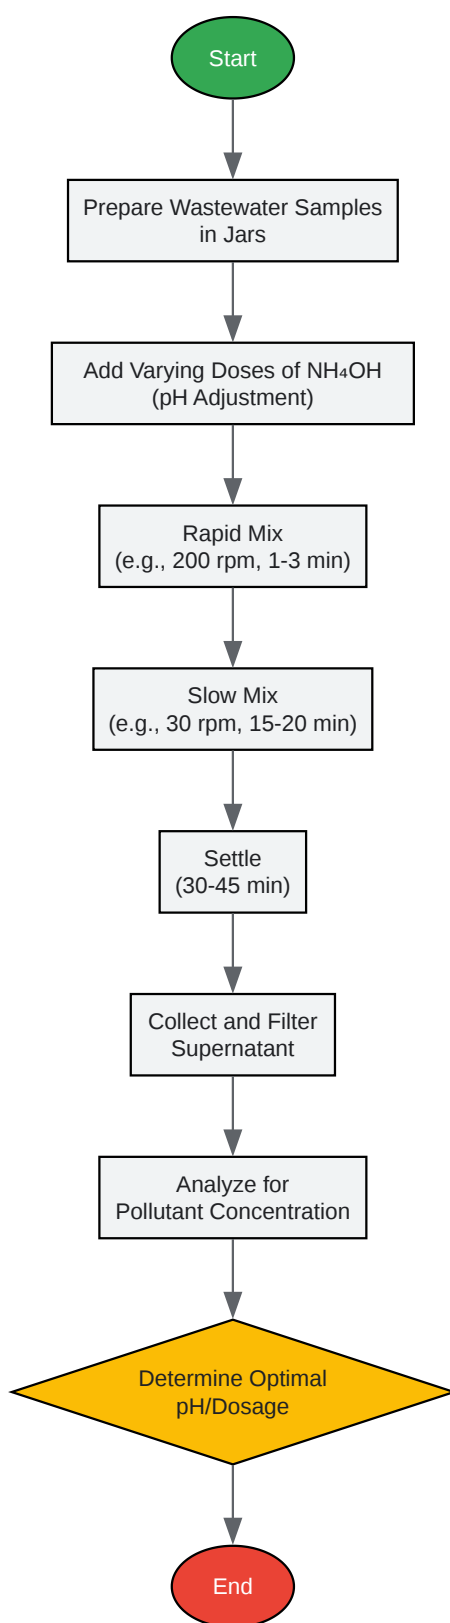 Start
Prepare Wastewater Samples
in Jars
Add Varying Doses of NH₄OH
(pH Adjustment)
Rapid Mix
(e.g., 200 rpm, 1-3 min)
Slow Mix
(e.g., 30 rpm, 15-20 min)
Settle
(30-45 min)
Collect and Filter
Supernatant
Analyze for
Pollutant Concentration
Determine Optimal
pH/Dosage
End